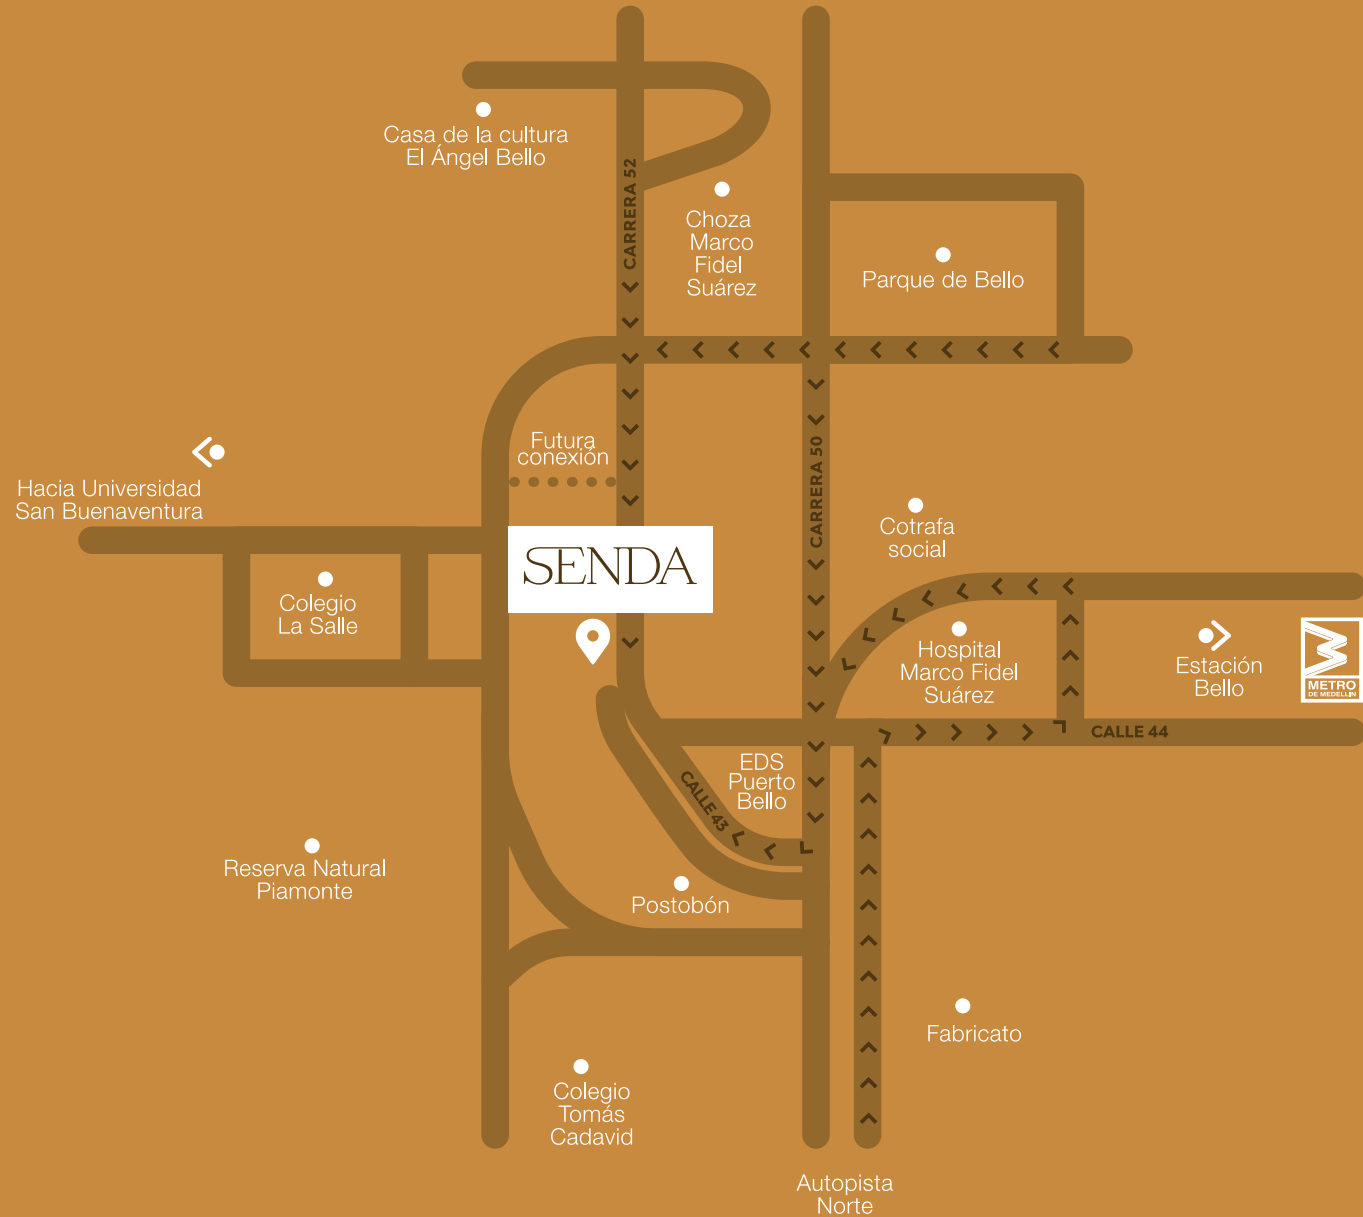 Casa de la cultura
El Ángel Bello
CARRERA 52
Choza
Marco
Fidel
Suárez
Parque de Bello
Futura
conexión
Hacia Universidad
San Buenaventura
CARRERA 50
Cotrafa
social
SENDA
Colegio
La Salle
Hospital
Marco Fidel
Suárez
Estación
Bello
METRO
DE MEDELLÍN
CALLE 44
EDS
Puerto
Bello
CALLE 43
Reserva Natural
Piamonte
Postobón
Fabricato
Colegio
Tomás
Cadavid
Autopista
Norte